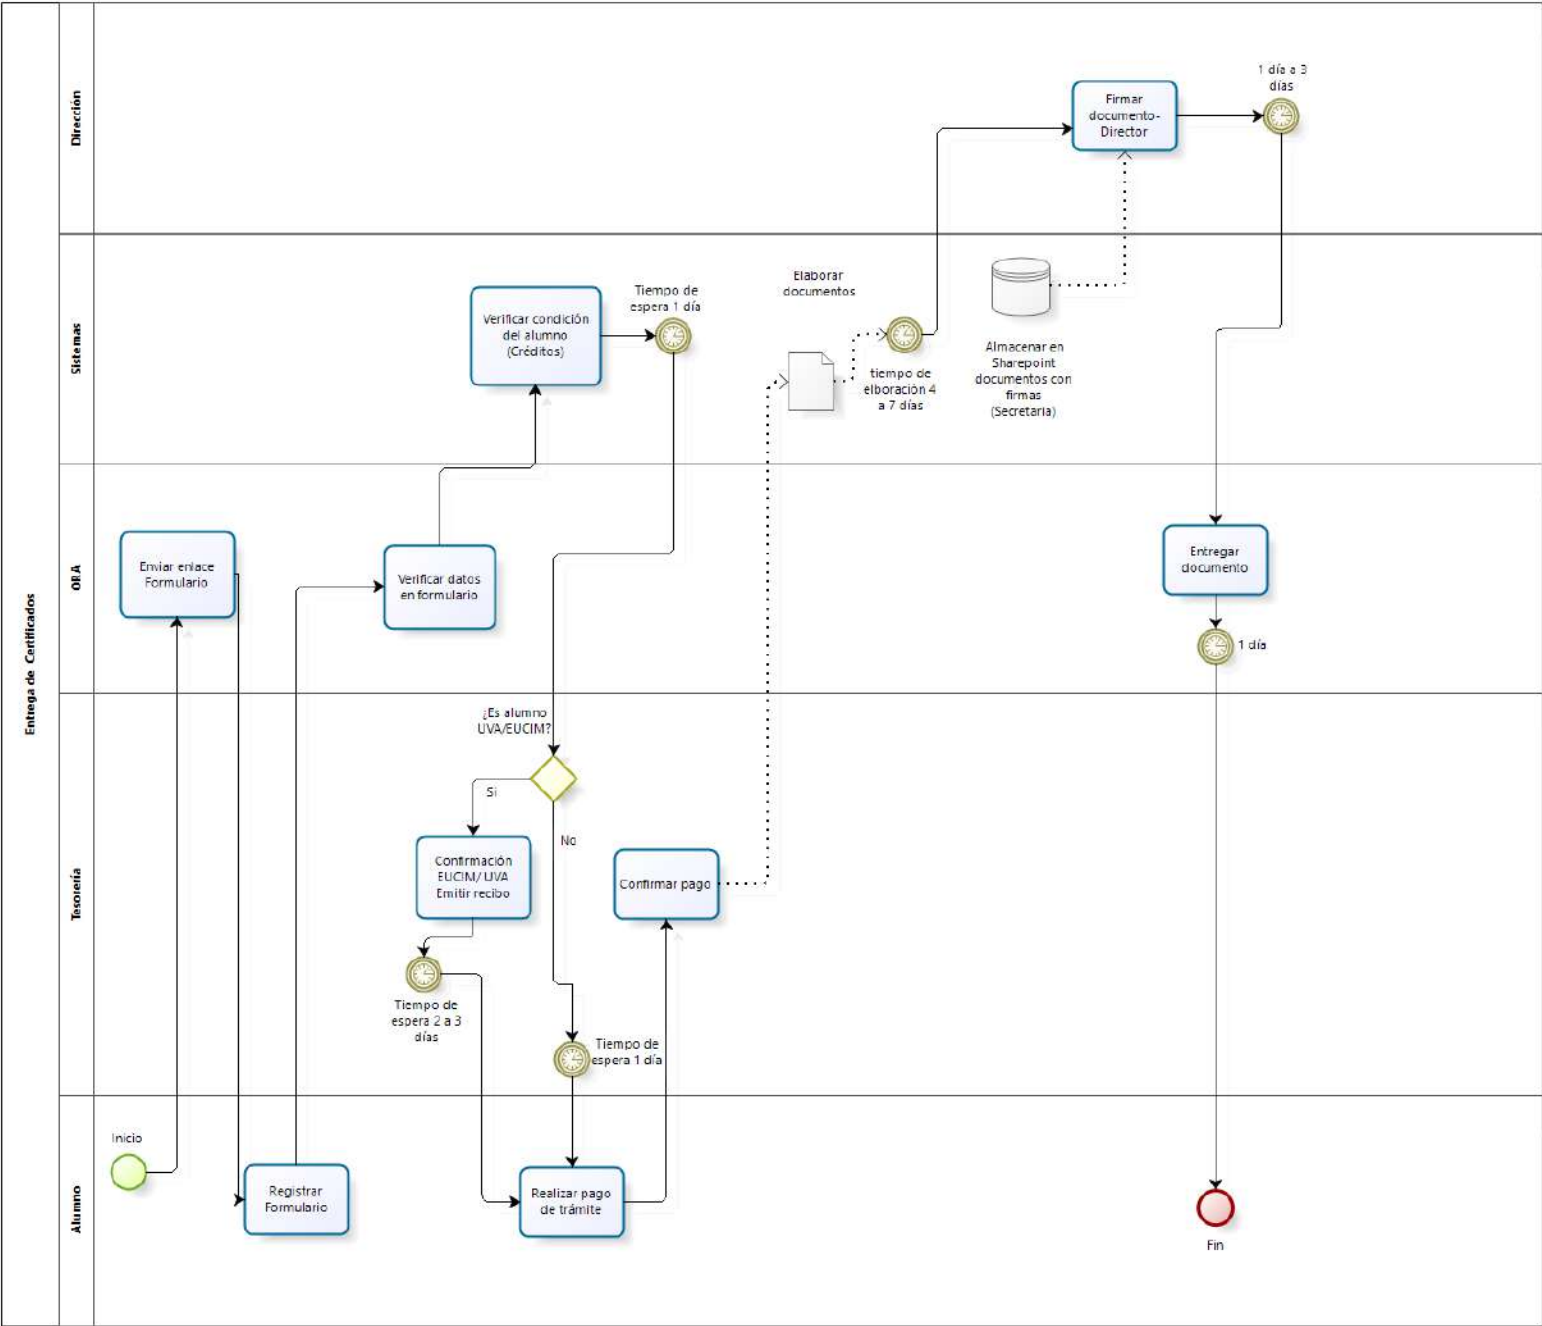 Entrega de Certificados
Dirección
Firmar
documento-
Director
1 día a 3
días
Sistemas
Verificar condición
del alumno
(Créditos)
Tiempo de
espera 1 día
Elaborar
documentos
tiempo de
elboración 4
a 7 días
Almacenar en
Sharepoint
documentos con
firmas
(Secretaria)
ORA
Enviar enlace
Formulario
Verificar datos
en formulario
Entregar
documento
1 día
Tesorería
¿Es alumno
UVA/EUCIM?
Si
No
Confirmación
EUCIM/ UVA
Emitir recibo
Confirmar pago
Tiempo de
espera 2 a 3
días
Tiempo de
espera 1 día
Alumno
Inicio
Registrar
Formulario
Realizar pago
de trámite
Fin